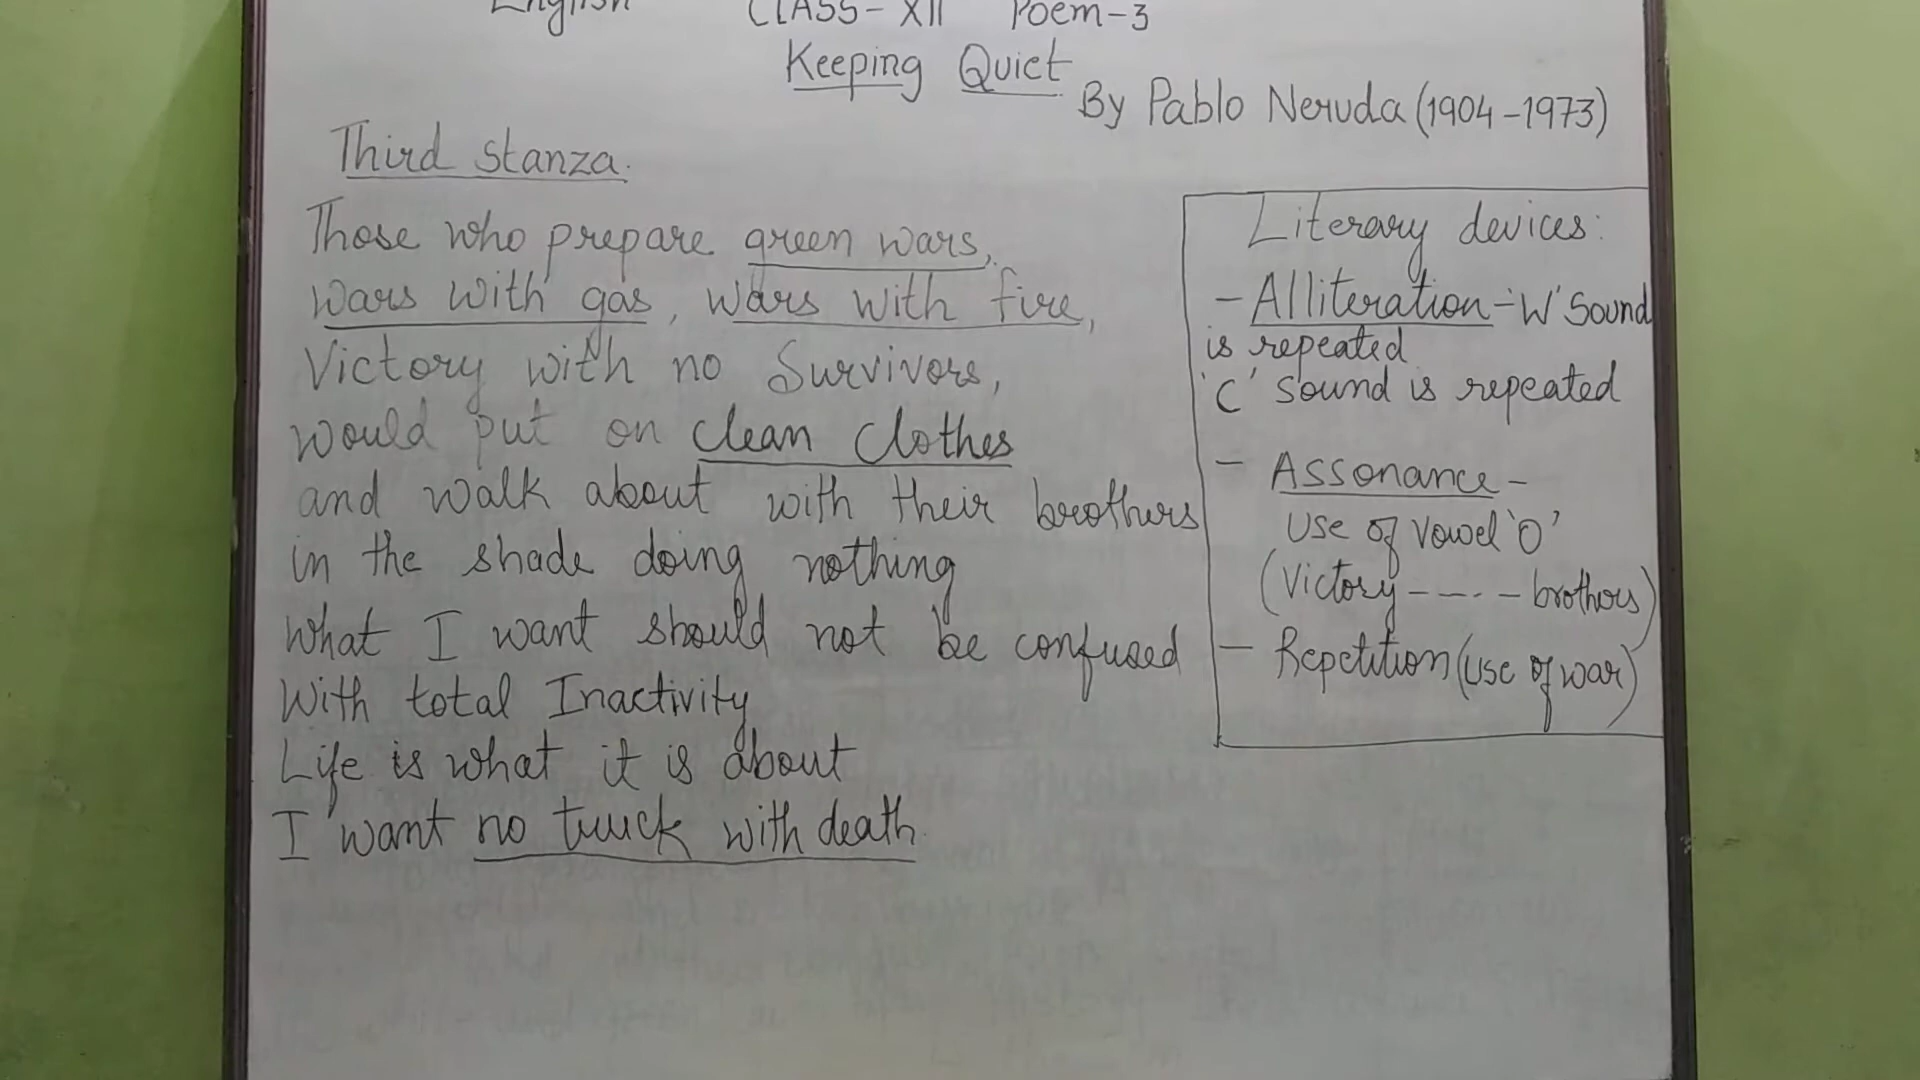 English CLASS- XII Poem-3
Keeping Quiet
By Pablo Neruda (1904-1973)
Third Stanza.
Those who prepare green wars,
wars with gas, wars with fire,
Victory with no Survivors,
would put on clean clothes
and walk about with their brothers
in the shade doing nothing
What I want should not be confused
With total Inactivity
Life is what it is about
I want no truck with death.
Literary devices:
- Alliteration - 'W' Sound
is repeated
'C' Sound is repeated
- Assonance -
Use of Vowel 'O'
(Victory ---- brothers)
- Repetition (use of war)